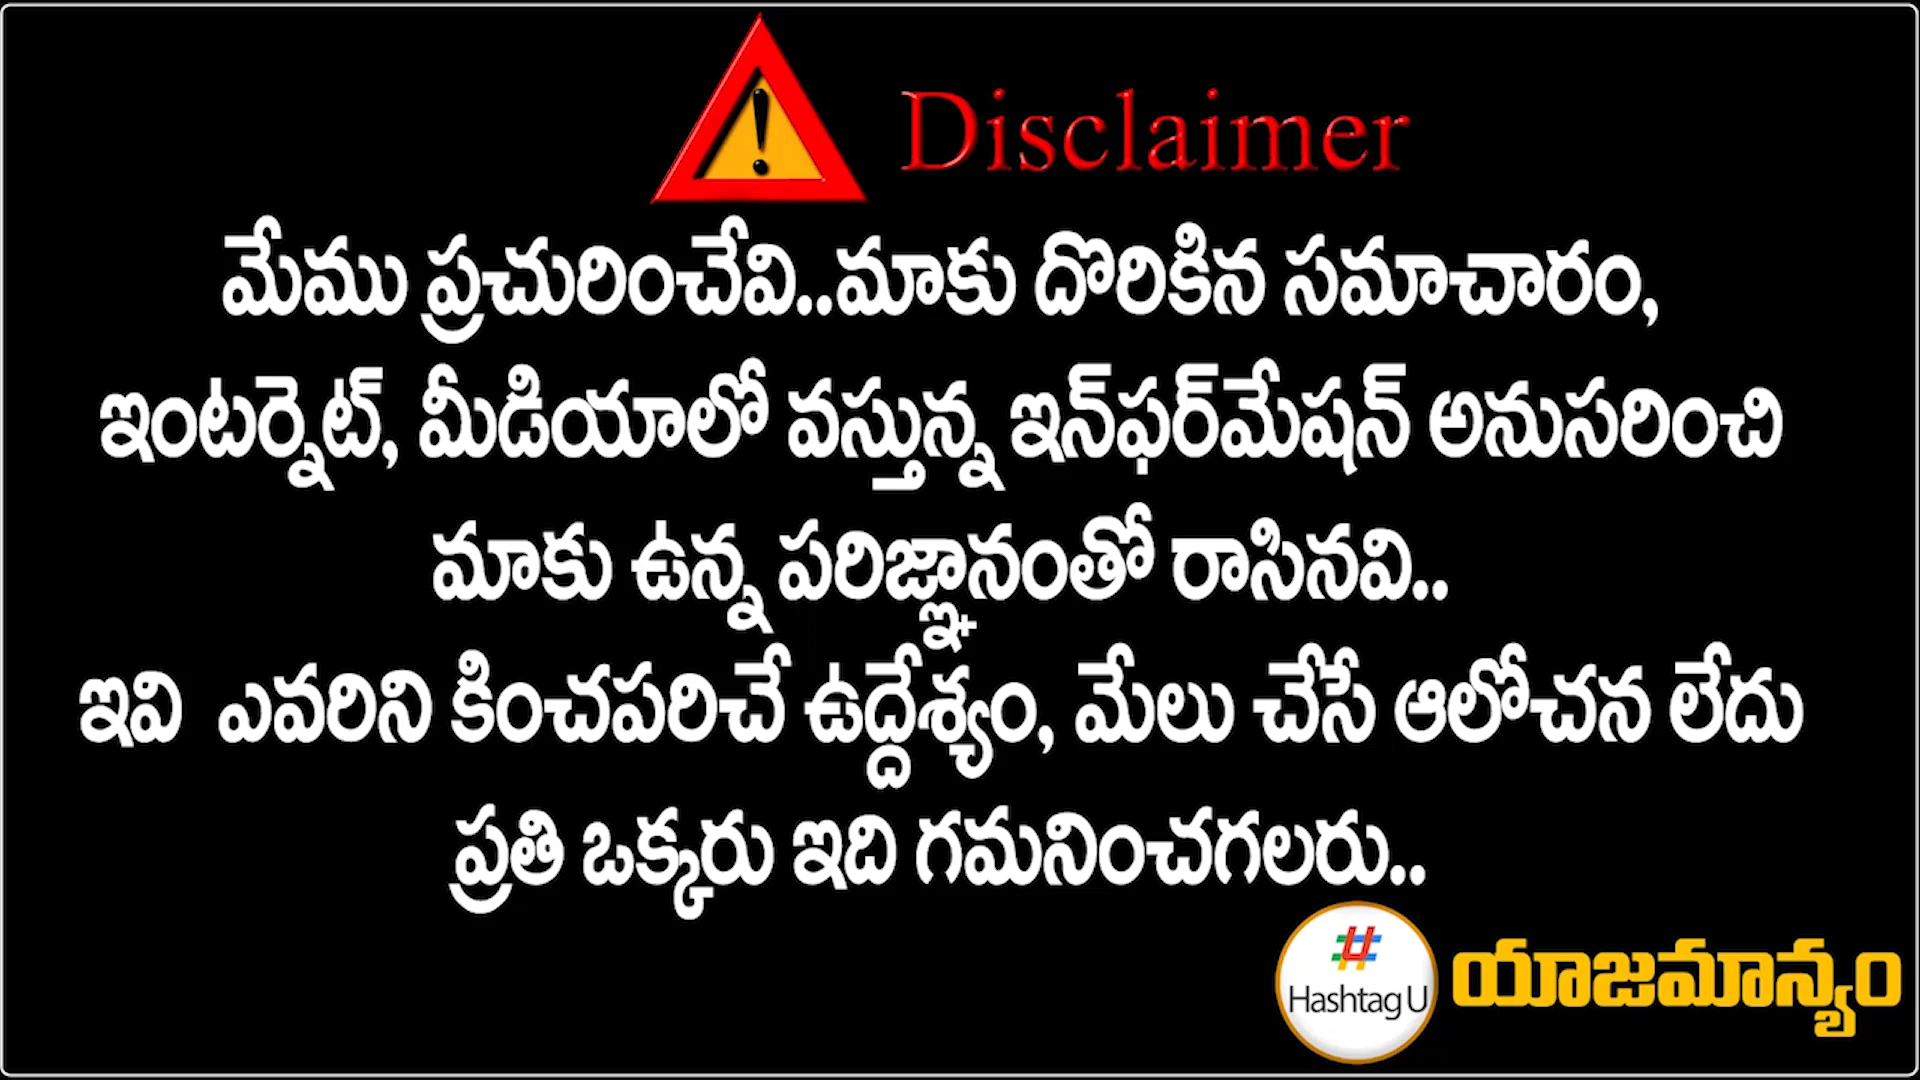 Disclaimer
మేము ప్రచురించేవి..మాకు దొరికిన సమాచారం,
ఇంటర్నెట్, మీడియాలో వస్తున్న ఇన్‌ఫర్‌మేషన్ అనుసరించి
మాకు ఉన్న పరిజ్ఞానంతో రాసినవి..
ఇవి ఎవరిని కించపరిచే ఉద్దేశ్యం, మేలు చేసే ఆలోచన లేదు
ప్రతి ఒక్కరు ఇది గమనించగలరు..
Hashtag U యాజమాన్యం